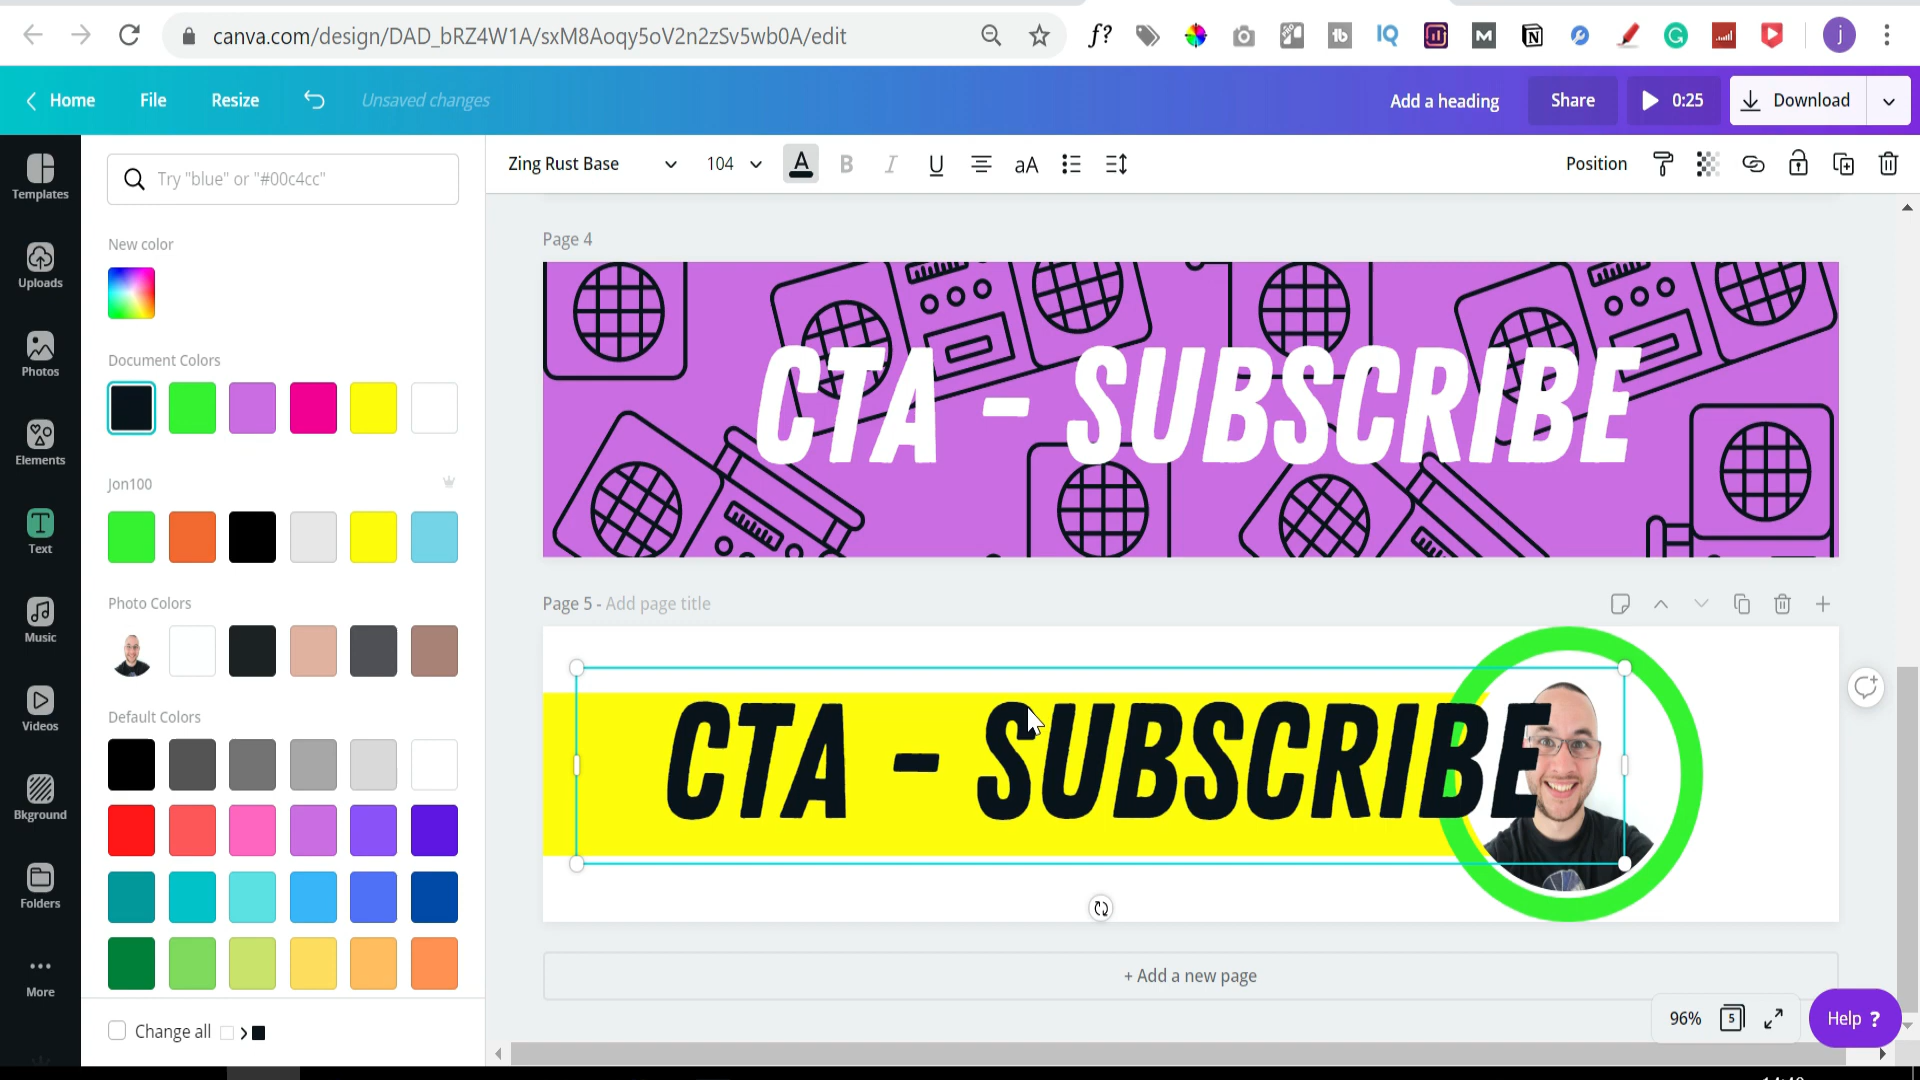 canva.com/design/DAD_bRZ4W1A/sxM8Aoqy5oV2n2zSv5wb0A/edit
f?
tb
IQ
M
N
G
j
Home
File
Resize
Unsaved changes
Add a heading
Share
0:25
Download
Templates
Uploads
Photos
Elements
Text
Music
Videos
Bkground
Folders
More
Try "blue" or "#00c4cc"
New color
Document Colors
Jon100
Photo Colors
Default Colors
Change all
Zing Rust Base
104
A
B
I
U
aA
Position
Page 4
CTA - SUBSCRIBE
Page 5 - Add page title
CTA - SUBSCRIBE
+ Add a new page
96%
5
Help ?